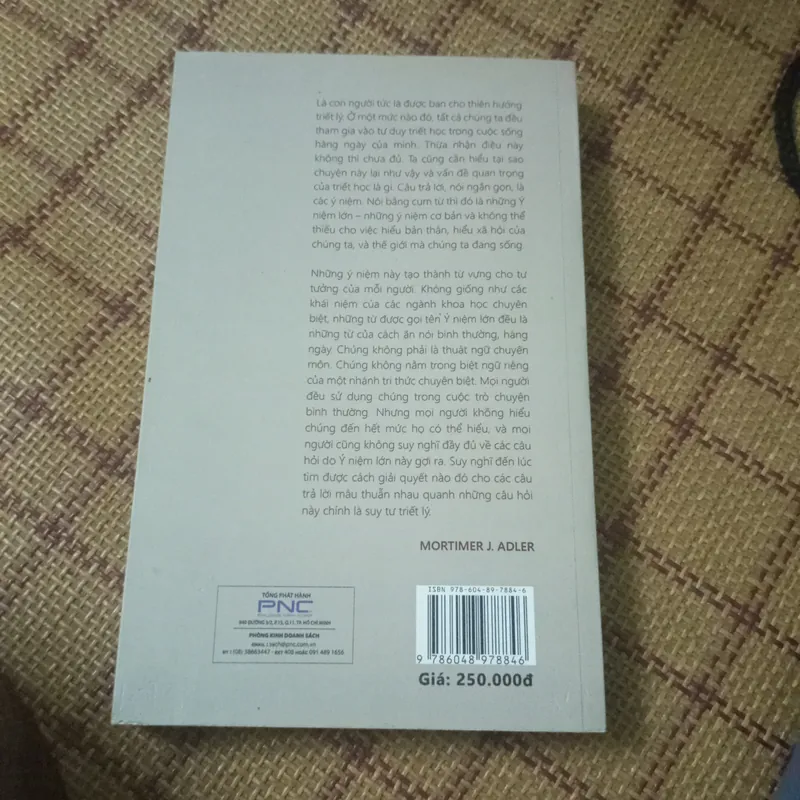 Là con người tức là được ban cho thiên hướng
triết lý. Ở một mức nào đó, tất cả chúng ta đều
tham gia vào tư duy triết học trong cuộc sống
hàng ngày của mình. Thừa nhận điều này
không thì chưa đủ. Ta cũng cần hiểu tại sao
chuyện này lại như vậy và vấn đề quan trọng
của triết học là gì. Câu trả lời, nói ngắn gọn, là
các ý niệm. Nói bằng cụm từ thì đó là những Ý
niệm lớn – những ý niệm cơ bản và không thể
thiếu cho việc hiểu bản thân, hiểu xã hội của
chúng ta, và thế giới mà chúng ta đang sống.
Những ý niệm này tạo thành từ vựng cho tư
tưởng của mỗi người. Không giống như các
khái niệm của các ngành khoa học chuyên
biệt, những từ được gọi tên Ý niệm lớn đều là
những từ của cách ăn nói bình thường, hàng
ngày. Chúng không phải là thuật ngữ chuyên
môn. Chúng không nằm trong biệt ngữ riêng
của một nhánh tri thức chuyên biệt. Mọi người
đều sử dụng chúng trong cuộc trò chuyện
bình thường. Nhưng mọi người không hiểu
chúng đến hết mức họ có thể hiểu, và mọi
người cũng không suy nghĩ đầy đủ về các câu
hỏi do Ý niệm lớn này gợi ra. Suy nghĩ đến lúc
tìm được cách giải quyết nào đó cho các câu
trả lời mâu thuẫn nhau quanh những câu hỏi
này chính là suy tư triết lý.
MORTIMER J. ADLER
TỔNG PHÁT HÀNH
PNC
PHÒNG KINH DOANH SÁCH
ISBN 978-604-89-7884-6
9 786048 978846
Giá: 250.000đ